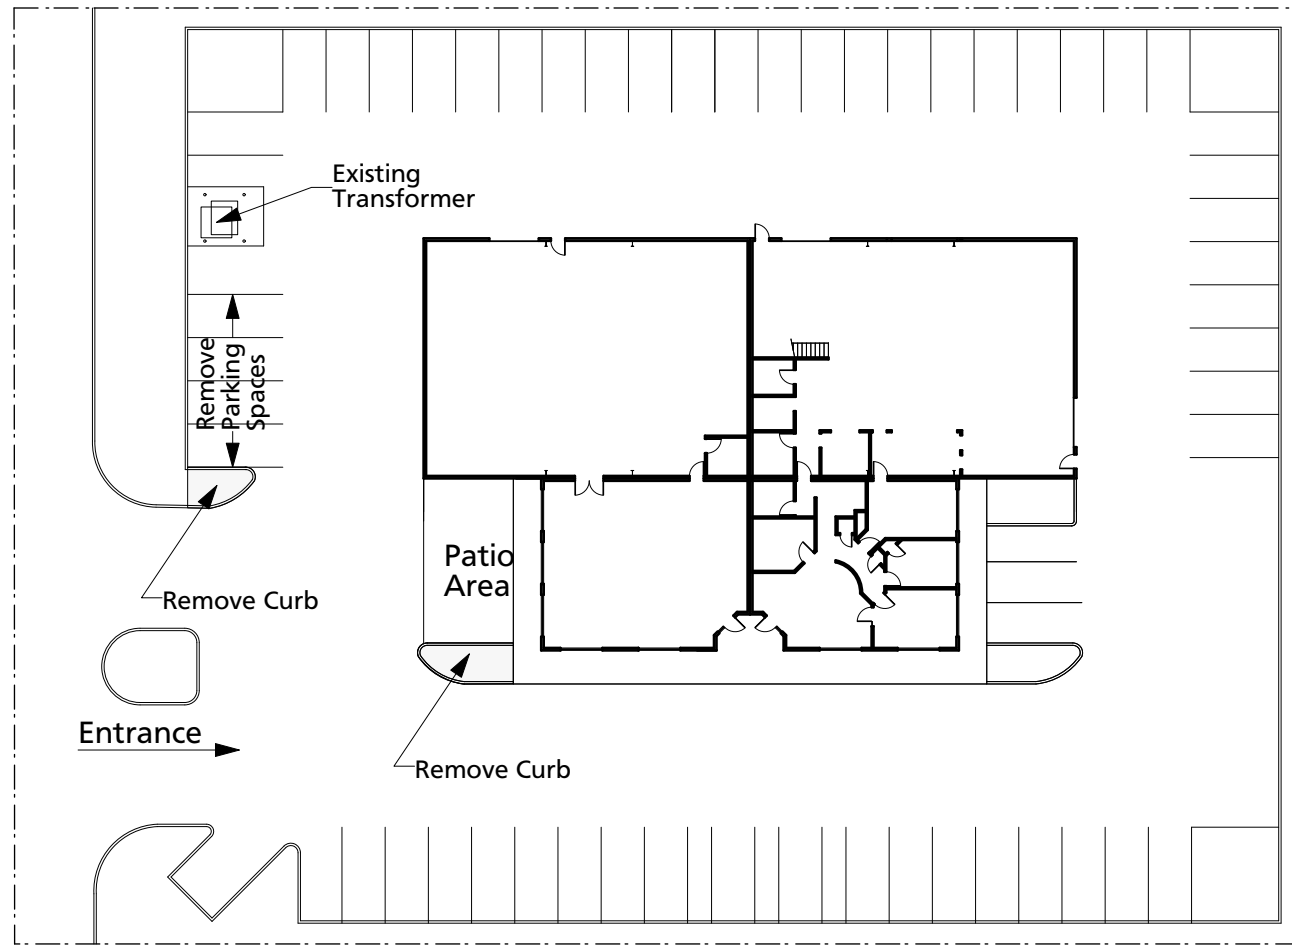 Existing
Transformer
Remove
Parking
Spaces
Patio
Area
Remove Curb
Entrance
Remove Curb